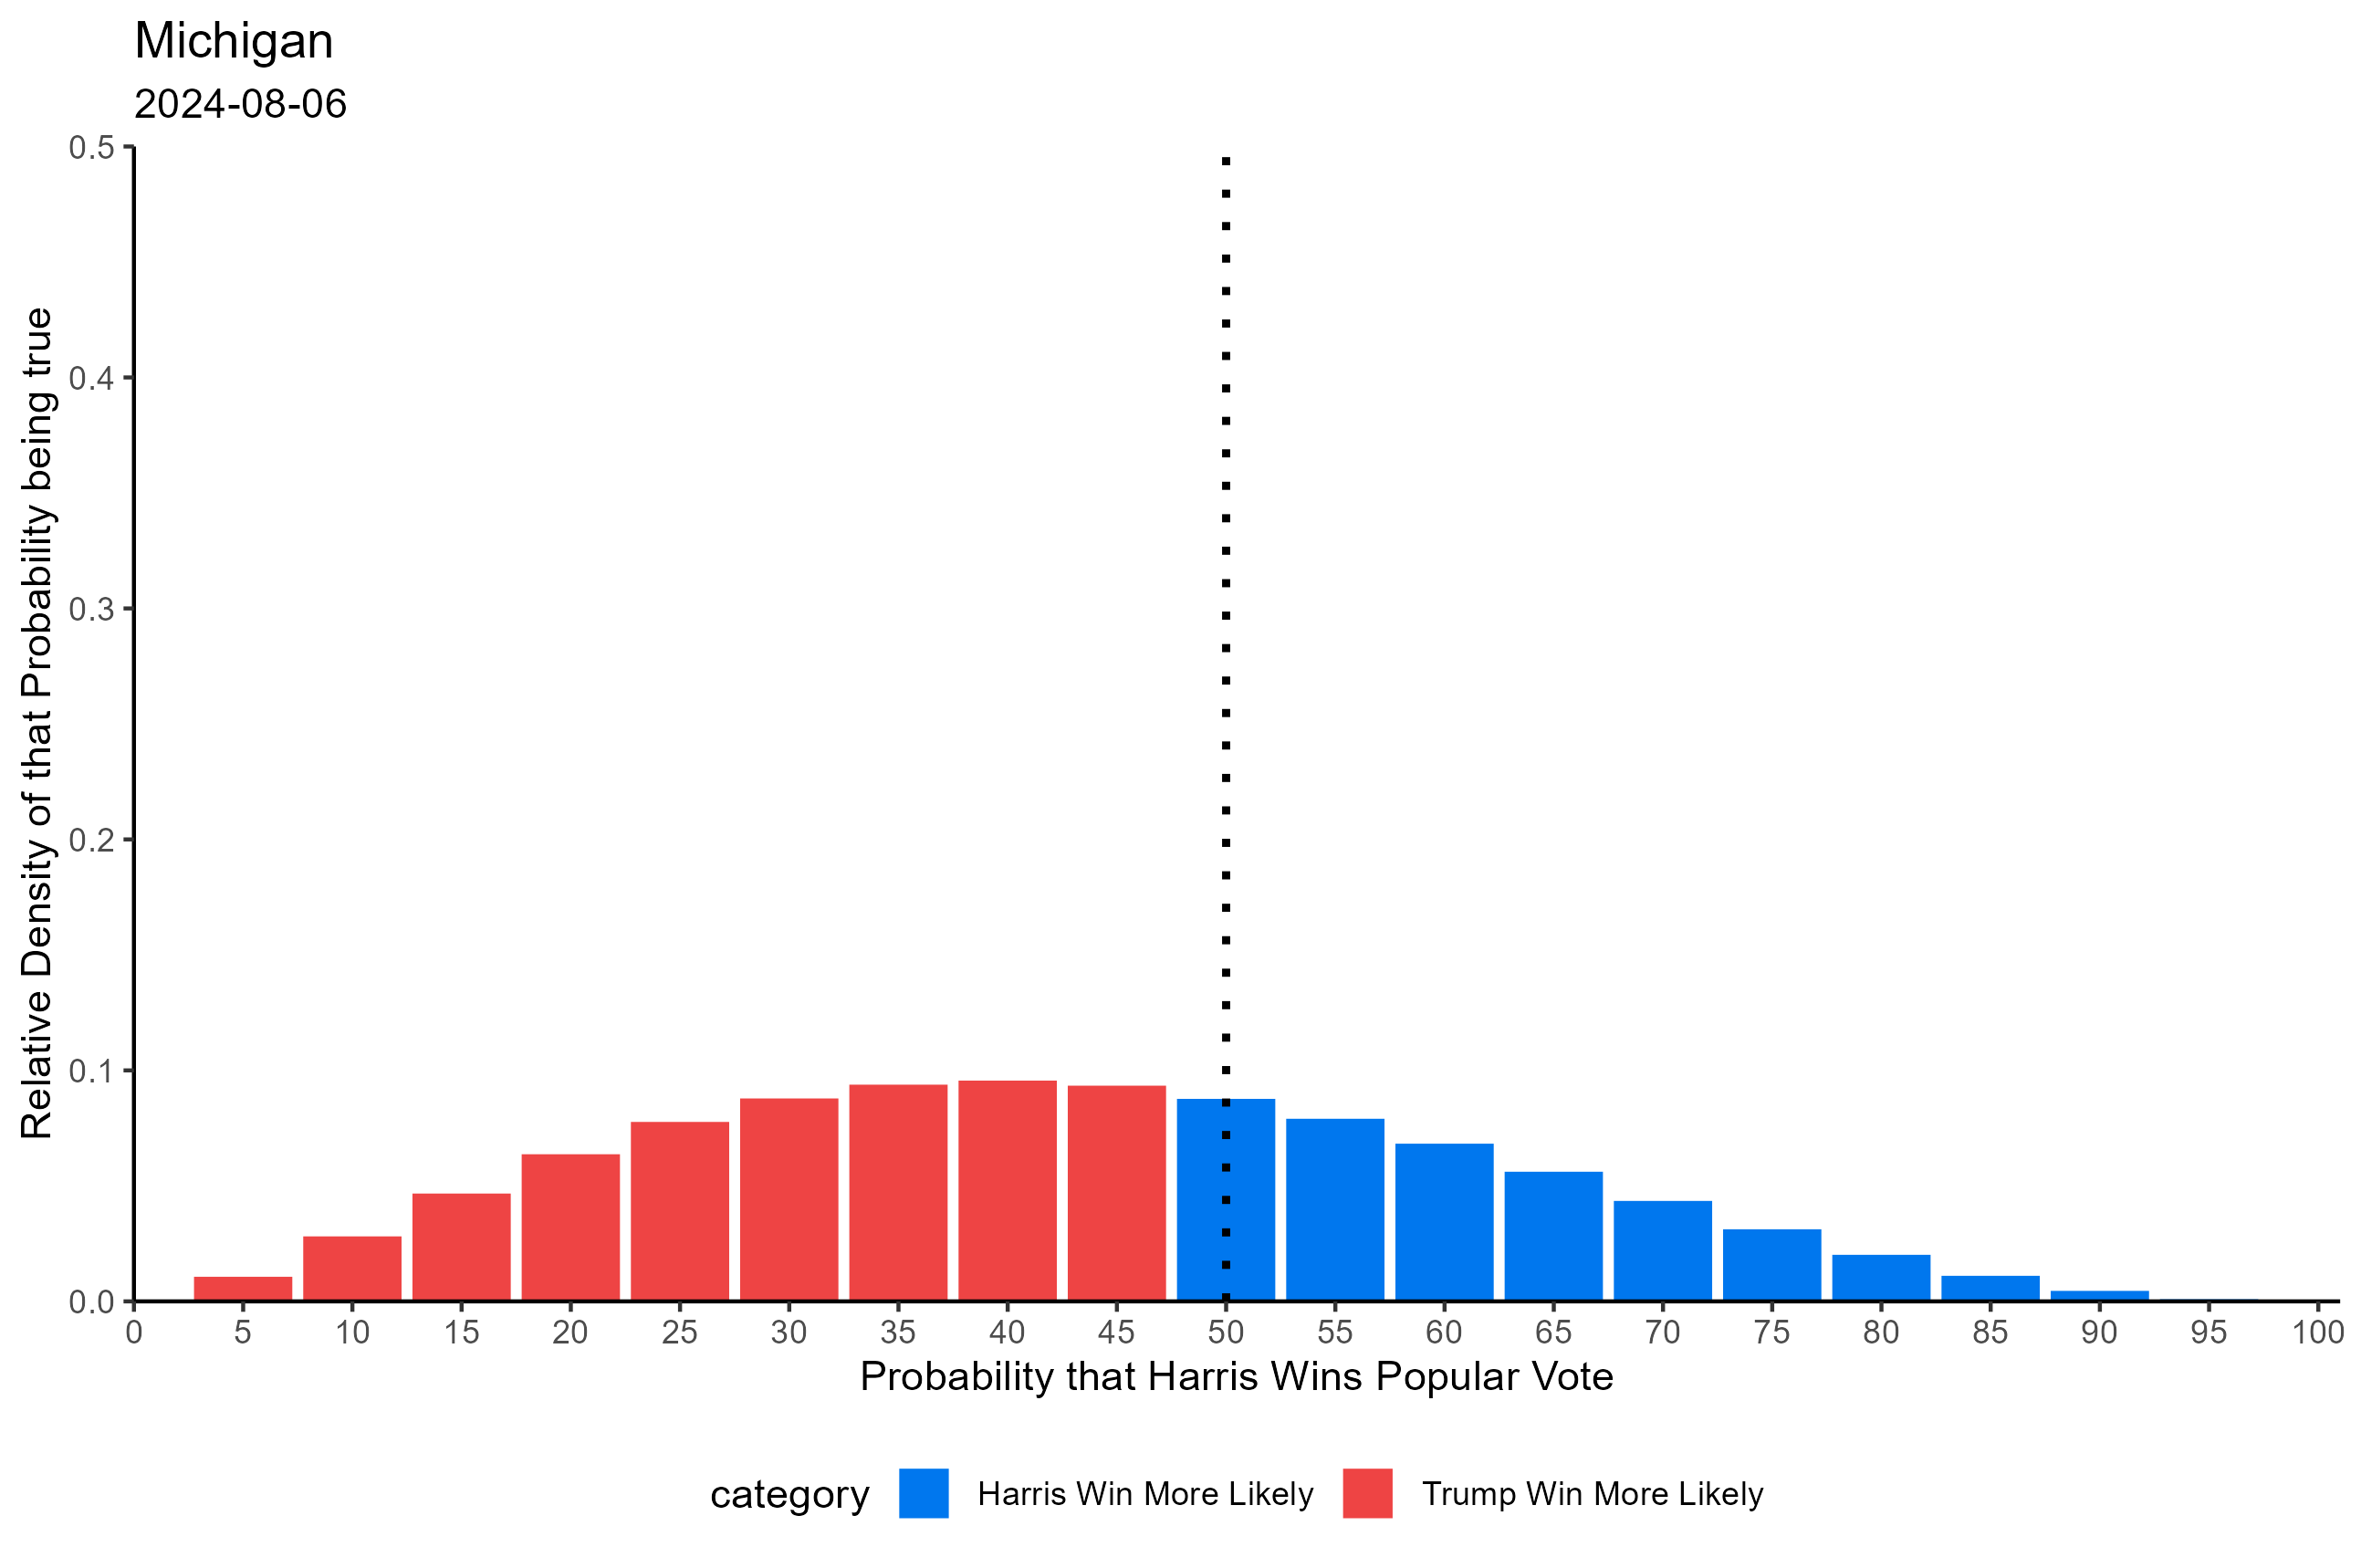 Michigan
2024-08-06
Relative Density of that Probability being true
0.5
0.4
0.3
0.2
0.1
0.0
0 5 10 15 20 25 30 35 40 45 50 55 60 65 70 75 80 85 90 95 100
Probability that Harris Wins Popular Vote
category Harris Win More Likely Trump Win More Likely